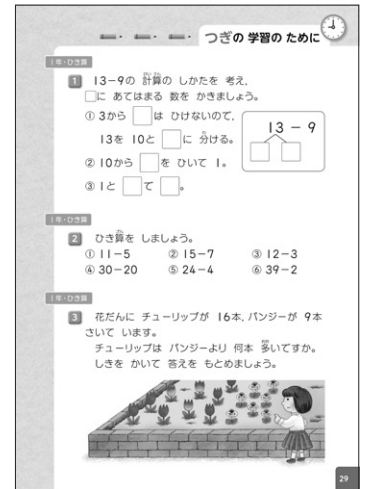 つぎの 学習の ために
1年・ひき算
1 13-9の 計算の しかたを 考え,
□に あてはまる 数を かきましょう。
① 3から □は ひけないので,
13を 10と □に 分ける。
② 10から □を ひいて 1。
③ 1と □で □。
13 - 9
1年・ひき算
2 ひき算を しましょう。
① 11-5 ② 15-7 ③ 12-3
④ 30-20 ⑤ 24-4 ⑥ 39-2
1年・ひき算
3 花だんに チューリップが 16本, パンジーが 9本
さいて います。
チューリップは パンジーより 何本 多いですか。
しきを かいて 答えを もとめましょう。
29